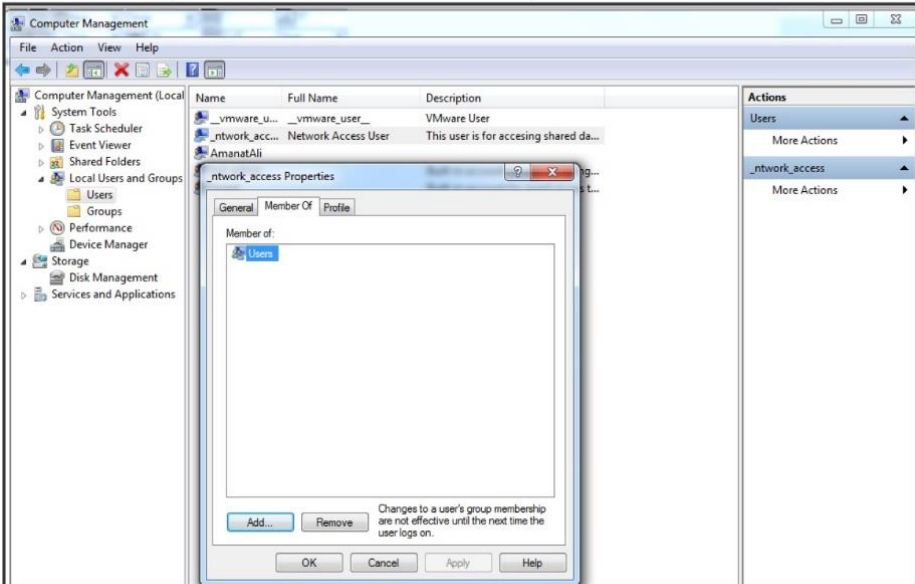 Computer Management
File Action View Help
Computer Management (Local
System Tools
Task Scheduler
Event Viewer
Shared Folders
Local Users and Groups
Users
Groups
Performance
Device Manager
Storage
Disk Management
Services and Applications
Name Full Name Description
__vmware_u... __vmware_user__ VMware User
_ntwork_acc... Network Access User This user is for accesing shared da...
AmanatAli
ng...
s t...
_ntwork_access Properties
General Member Of Profile
Member of:
Users
Add... Remove
Changes to a user's group membership
are not effective until the next time the
user logs on.
OK Cancel Apply Help
Actions
Users
More Actions
_ntwork_access
More Actions